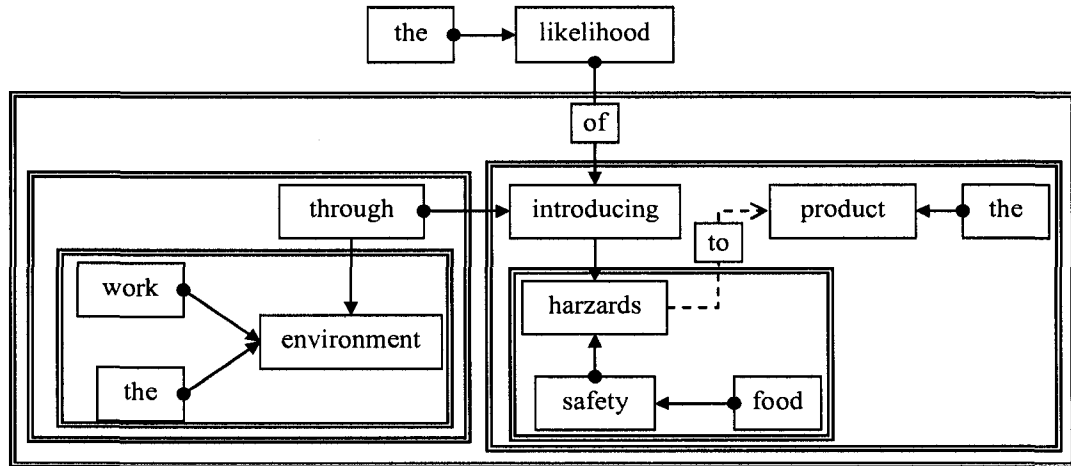 the likelihood
of
through introducing product the
to
work harzards
environment
the safety food